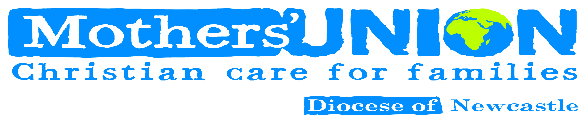 Mothers' UNION
Christian care for families
Diocese of Newcastle